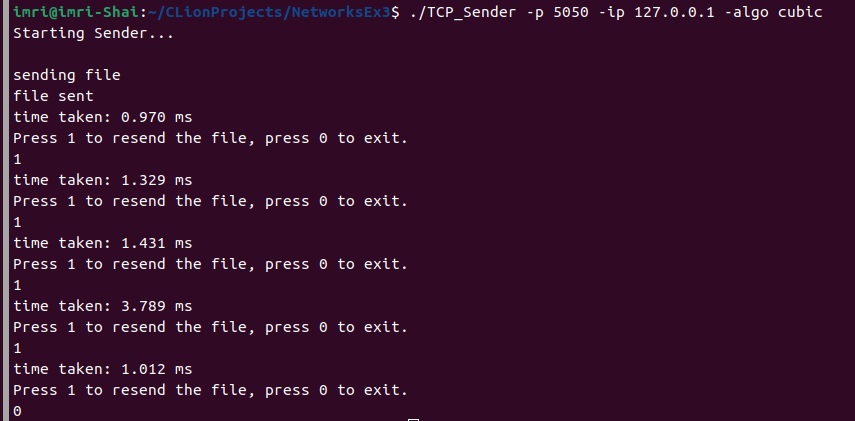 imri@imri-Shai:~/CLionProjects/NetworksEx3$ ./TCP_Sender -p 5050 -ip 127.0.0.1 -algo cubic
Starting Sender...
sending file
file sent
time taken: 0.970 ms
Press 1 to resend the file, press 0 to exit.
1
time taken: 1.329 ms
Press 1 to resend the file, press 0 to exit.
1
time taken: 1.431 ms
Press 1 to resend the file, press 0 to exit.
1
time taken: 3.789 ms
Press 1 to resend the file, press 0 to exit.
1
time taken: 1.012 ms
Press 1 to resend the file, press 0 to exit.
0